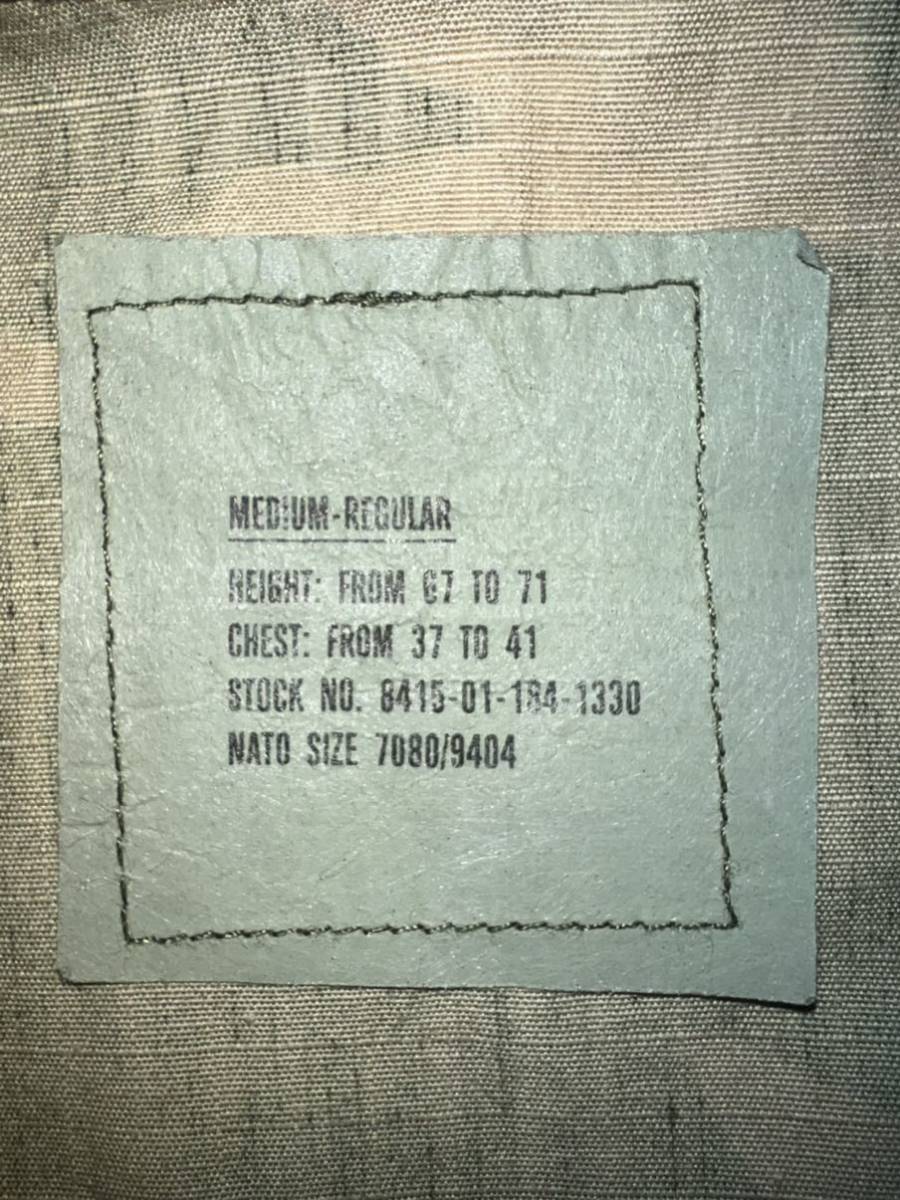 MEDIUM-REGULAR
HEIGHT: FROM 67 TO 71
CHEST: FROM 37 TO 41
STOCK NO. 8415-01-184-1330
NATO SIZE 7080/9404